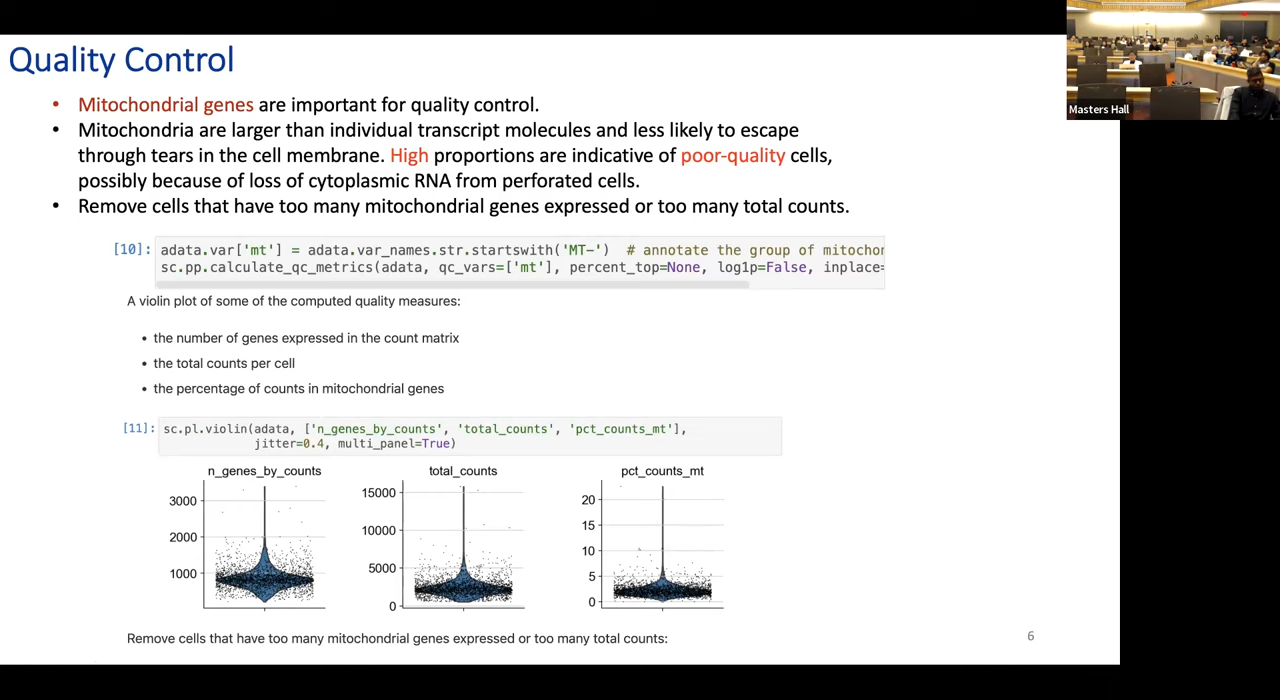 Quality Control
Masters Hall
• Mitochondrial genes are important for quality control.
• Mitochondria are larger than individual transcript molecules and less likely to escape
through tears in the cell membrane. High proportions are indicative of poor-quality cells,
possibly because of loss of cytoplasmic RNA from perforated cells.
• Remove cells that have too many mitochondrial genes expressed or too many total counts.
[10]: adata.var['mt'] = adata.var_names.str.startswith('MT-') # annotate the group of mitochor
sc.pp.calculate_qc_metrics(adata, qc_vars=['mt'], percent_top=None, log1p=False, inplace=
A violin plot of some of the computed quality measures:
• the number of genes expressed in the count matrix
• the total counts per cell
• the percentage of counts in mitochondrial genes
[11]: sc.pl.violin(adata, ['n_genes_by_counts', 'total_counts', 'pct_counts_mt'],
jitter=0.4, multi_panel=True)
n_genes_by_counts
3000
2000
1000
total_counts
15000
10000
5000
0
pct_counts_mt
20
15
10
5
0
Remove cells that have too many mitochondrial genes expressed or too many total counts:
6